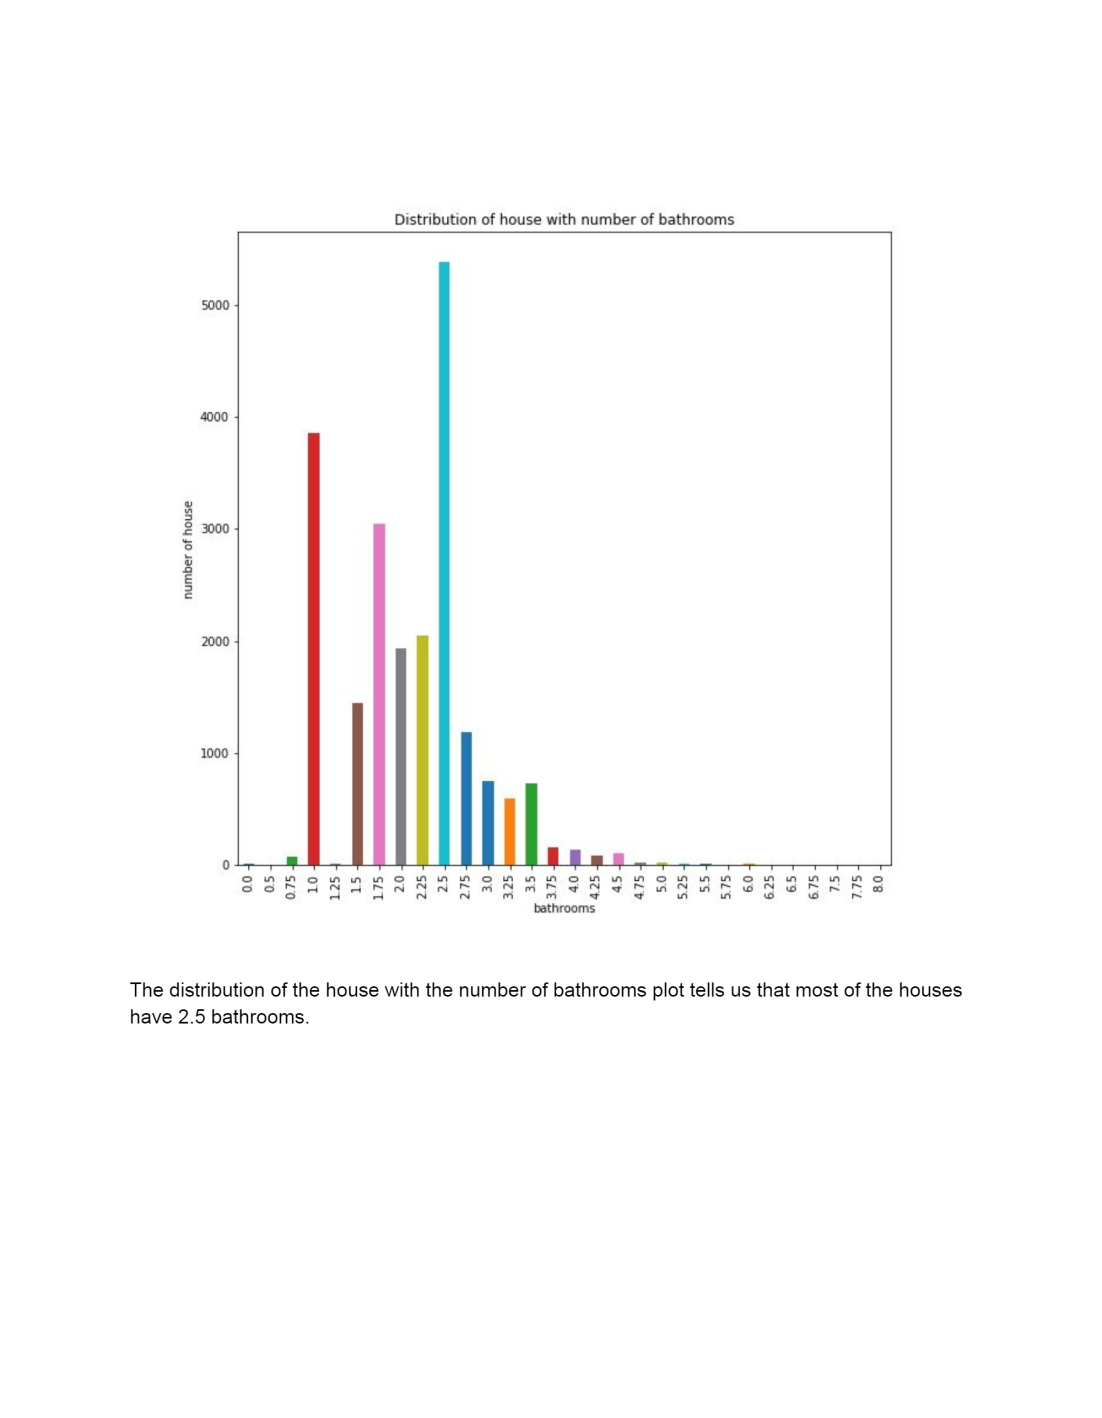 Distribution of house with number of bathrooms
5000
4000
3000
2000
1000
0
number of house
0.0 0.5 0.75 1.0 1.25 1.5 1.75 2.0 2.25 2.5 2.75 3.0 3.25 3.5 3.75 4.0 4.25 4.5 4.75 5.0 5.25 5.5 5.75 6.0 6.25 6.5 6.75 7.5 7.75 8.0
bathrooms
The distribution of the house with the number of bathrooms plot tells us that most of the houses
have 2.5 bathrooms.